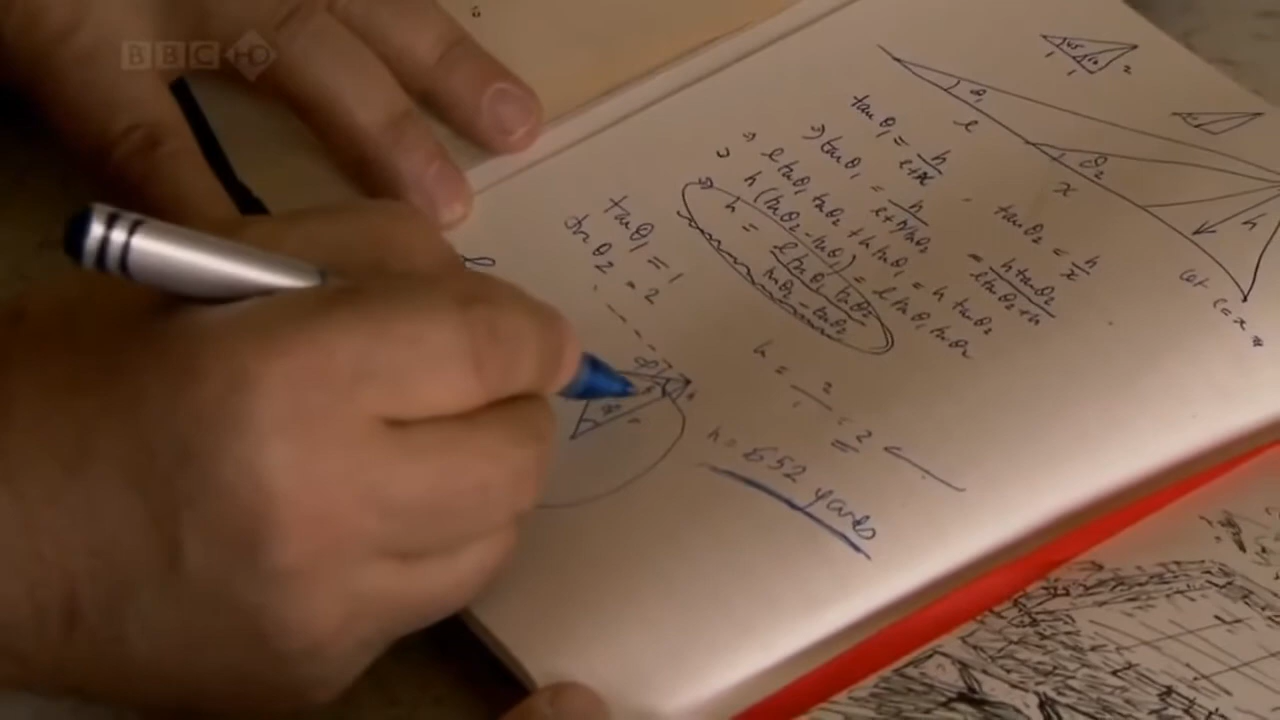 BBC HD
θ₁
l
θ₂
x
h
tan θ₁ = h / l + x
tan θ₂ = h / x
⇒ tan θ₁ = h / l + h/tan θ₂ = h tan θ₂ / l tan θ₂ + h
⇒ l tan θ₁ tan θ₂ + h tan θ₁ = h tan θ₂
h (tan θ₂ - tan θ₁) = l tan θ₁ tan θ₂
⇒ h = l tan θ₁ tan θ₂ / tan θ₂ - tan θ₂
tan θ₁ = 1
tan θ₂ = 2
h = 2 / 1 = 2
h = 652 yards